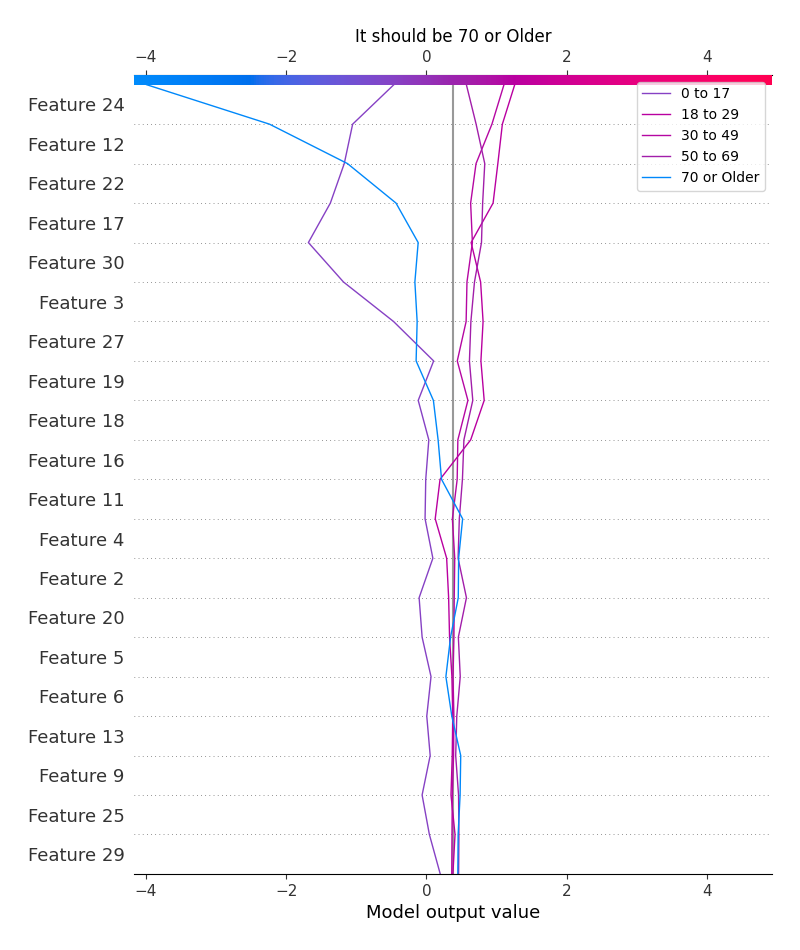 It should be 70 or Older
−4 −2 0 2 4
0 to 17
18 to 29
30 to 49
50 to 69
70 or Older
Feature 24
Feature 12
Feature 22
Feature 17
Feature 30
Feature 3
Feature 27
Feature 19
Feature 18
Feature 16
Feature 11
Feature 4
Feature 2
Feature 20
Feature 5
Feature 6
Feature 13
Feature 9
Feature 25
Feature 29
−4 −2 0 2 4
Model output value